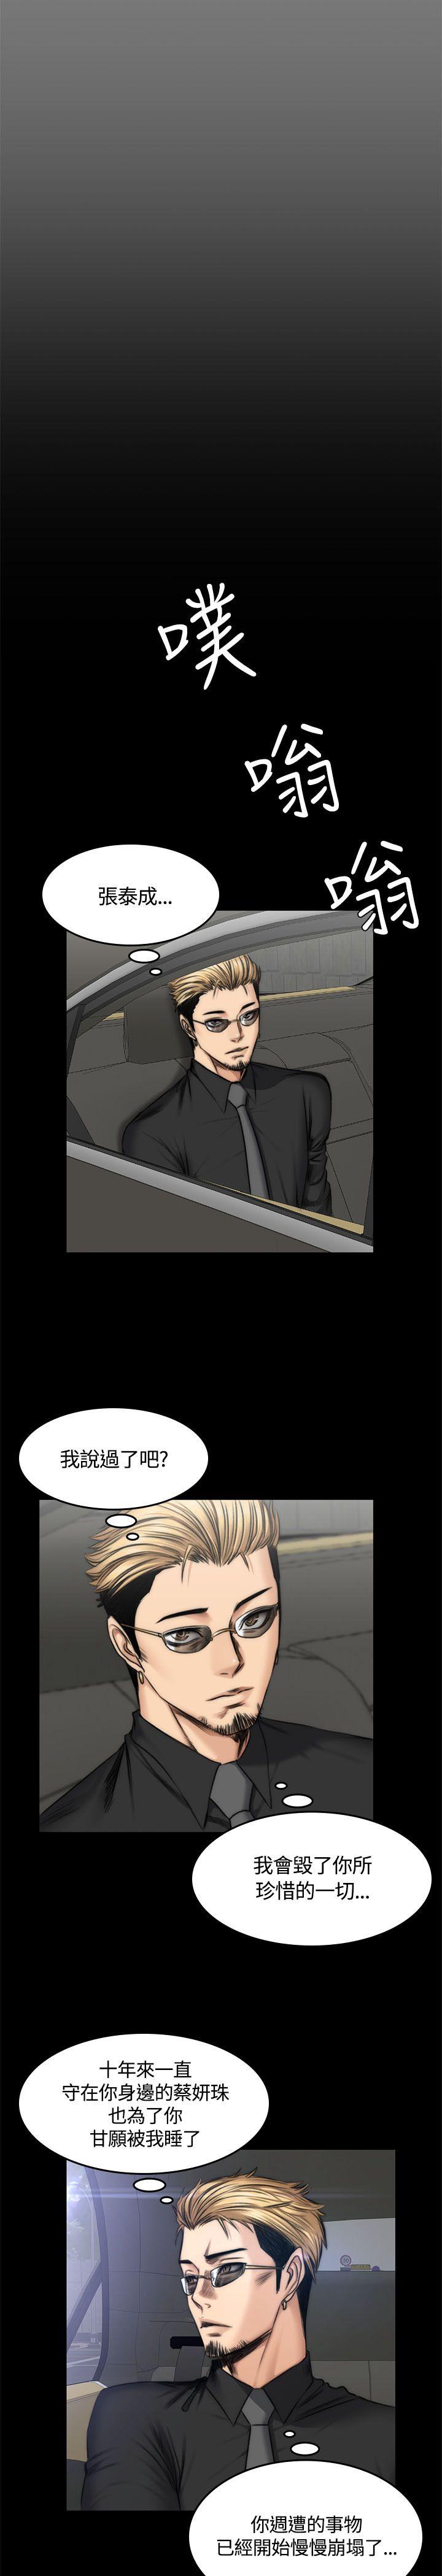 噗
嗡
嗡
張泰成...
我說過了吧?
我會毀了你所
珍惜的一切...
十年來一直
守在你身邊的蔡妍珠
也為了你
甘願被我睡了
你週遭的事物
已經開始慢慢崩塌了...